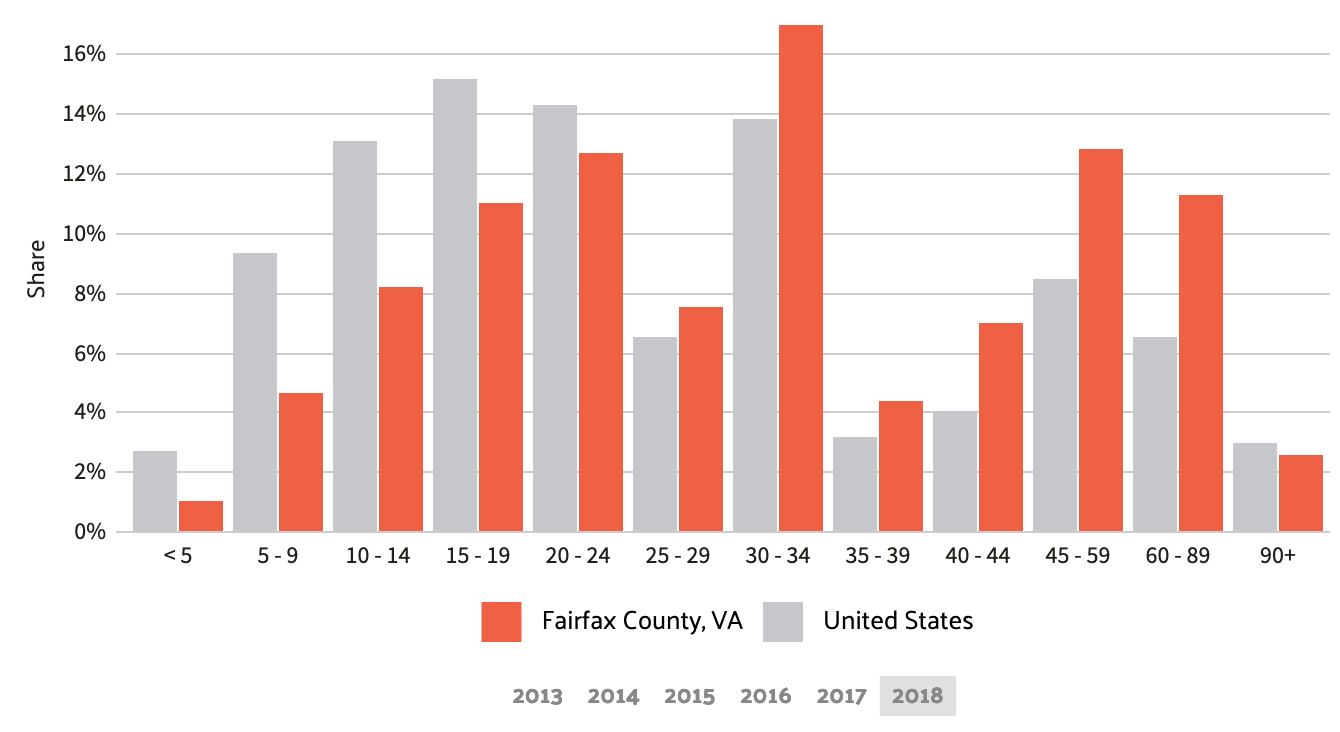 16%
14%
12%
10%
8%
6%
4%
2%
0%
Share
< 5 5 - 9 10 - 14 15 - 19 20 - 24 25 - 29 30 - 34 35 - 39 40 - 44 45 - 59 60 - 89 90+
Fairfax County, VA United States
2013 2014 2015 2016 2017 2018